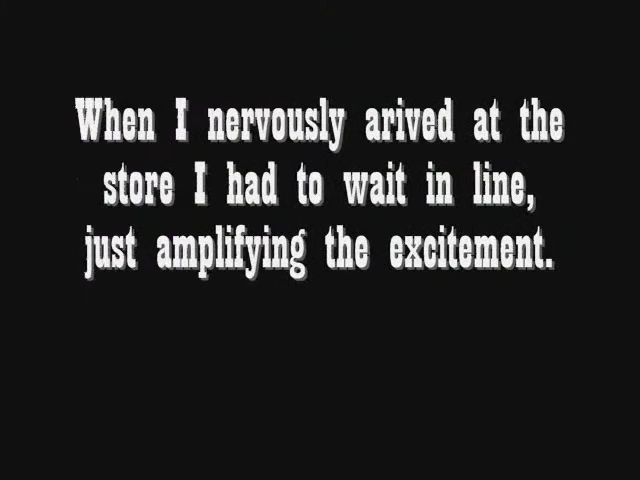 When I nervously arived at the
store I had to wait in line,
just amplifying the excitement.